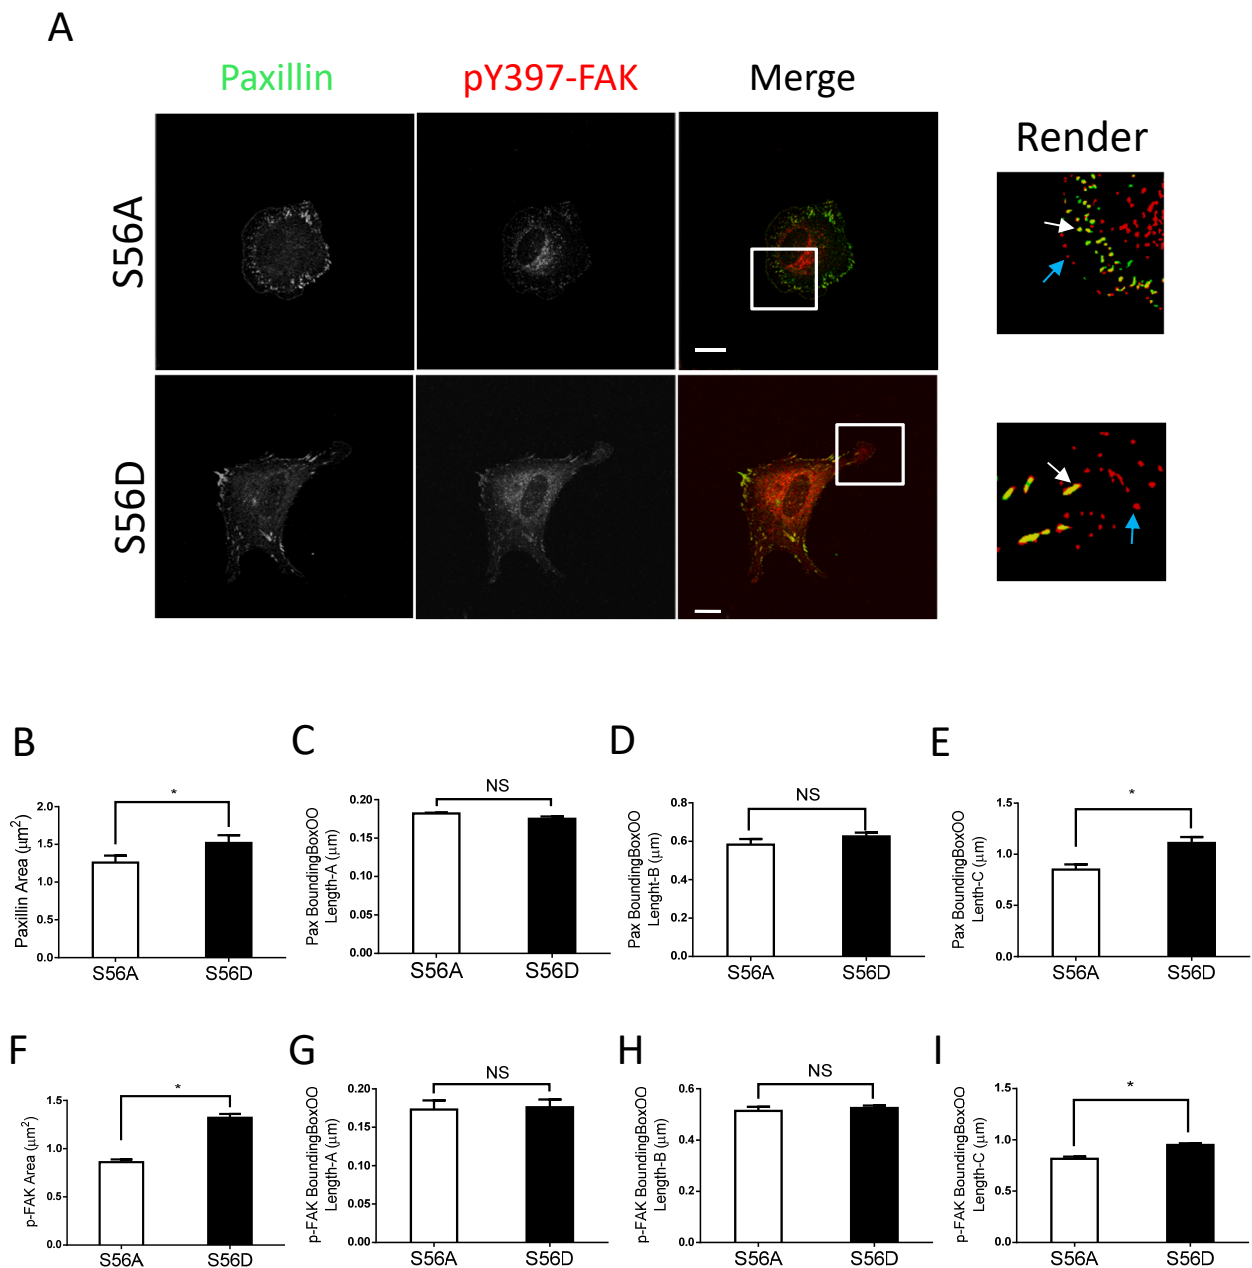 A
Paxillin
pY397-FAK
Merge
Render
S56A
S56D
B
Paxillin Area (μm²)
2.0
1.5
1.0
0.5
0.0
*
S56A
S56D
C
Pax BoundingBoxOO
Length-A (μm)
0.20
0.15
0.10
0.05
0.00
NS
S56A
S56D
D
Pax BoundingBoxOO
Lenght-B (μm)
0.8
0.6
0.4
0.2
0.0
NS
S56A
S56D
E
Pax BoundingBoxOO
Lenth-C (μm)
1.5
1.0
0.5
0.0
*
S56A
S56D
F
p-FAK Area (μm²)
1.5
1.0
0.5
0.0
*
S56A
S56D
G
p-FAK BoundingBoxOO
Length-A (μm)
0.20
0.15
0.10
0.05
0.00
NS
S56A
S56D
H
p-FAK BoundingBoxOO
Length-B (μm)
0.6
0.4
0.2
0.0
NS
S56A
S56D
I
p-FAK BoundingBoxOO
Length-C (μm)
1.5
1.0
0.5
0.0
*
S56A
S56D